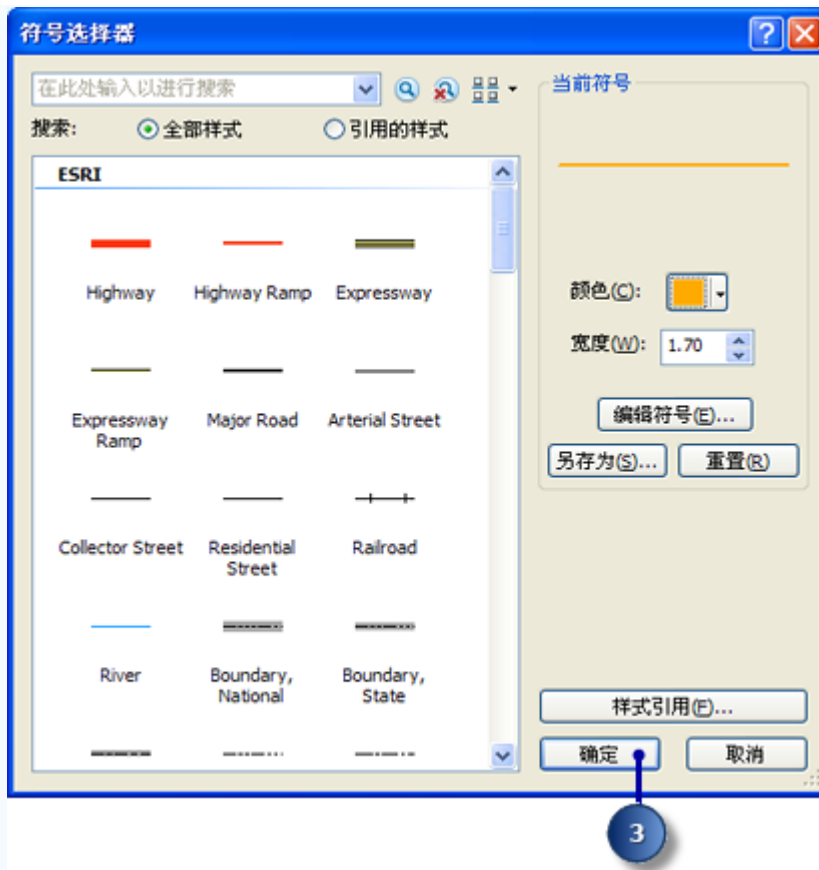 符号选择器
在此处输入以进行搜索
搜索:
全部样式
引用的样式
ESRI
Highway
Highway Ramp
Expressway
Expressway
Ramp
Major Road
Arterial Street
Collector Street
Residential
Street
Railroad
River
Boundary,
National
Boundary,
State
当前符号
颜色(C):
宽度(W):
1.70
编辑符号(E)...
另存为(S)...
重置(R)
样式引用(F)...
确定
取消
3